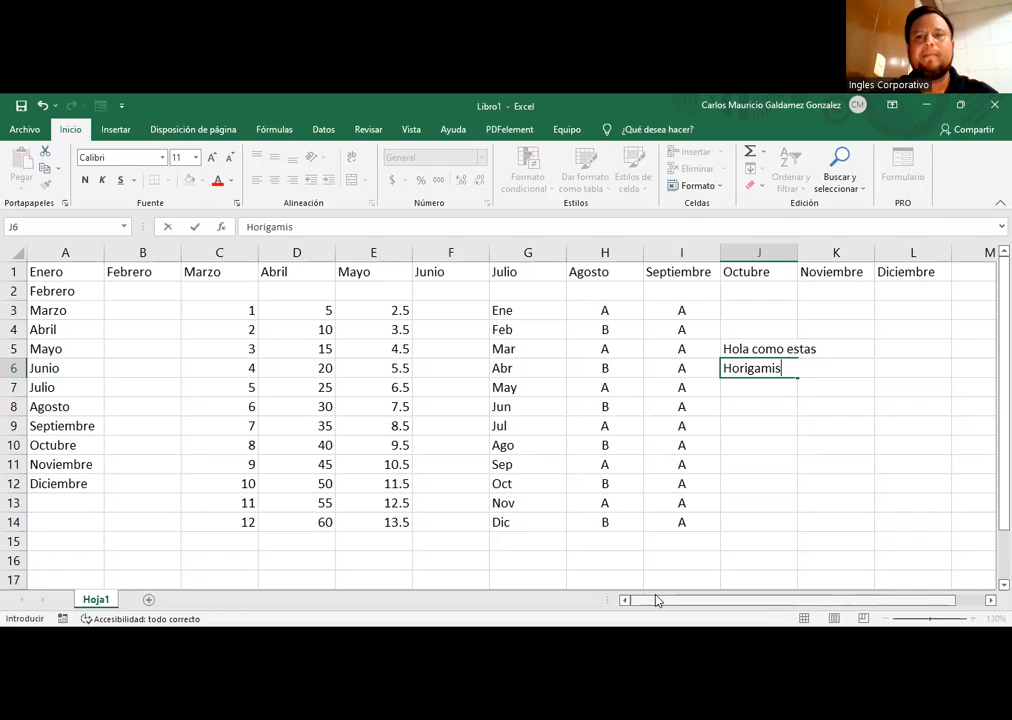 Ingles Corporativo
Libro1 - Excel
Carlos Mauricio Galdamez Gonzalez CM
Archivo Inicio Insertar Disposición de página Fórmulas Datos Revisar Vista Ayuda PDFelement Equipo ¿Qué desea hacer? Compartir
Pegar
Calibri 11
N K S
ab
General
$ % 000
Formato condicional
Dar formato como tabla
Estilos de celda
Insertar
Eliminar
Formato
Ordenar y filtrar
Buscar y seleccionar
Formulario
Portapapeles Fuente Alineación Número Estilos Celdas Edición PRO
J6 fx Horigamis
A B C D E F G H I J K L M
1 Enero Febrero Marzo Abril Mayo Junio Julio Agosto Septiembre Octubre Noviembre Diciembre
2 Febrero
3 Marzo 1 5 2.5 Ene A A
4 Abril 2 10 3.5 Feb B A
5 Mayo 3 15 4.5 Mar A A Hola como estas
6 Junio 4 20 5.5 Abr B A Horigamis
7 Julio 5 25 6.5 May A A
8 Agosto 6 30 7.5 Jun B A
9 Septiembre 7 35 8.5 Jul A A
10 Octubre 8 40 9.5 Ago B A
11 Noviembre 9 45 10.5 Sep A A
12 Diciembre 10 50 11.5 Oct B A
13 11 55 12.5 Nov A A
14 12 60 13.5 Dic B A
15
16
17
Hoja1
Introducir Accesibilidad: todo correcto 130%